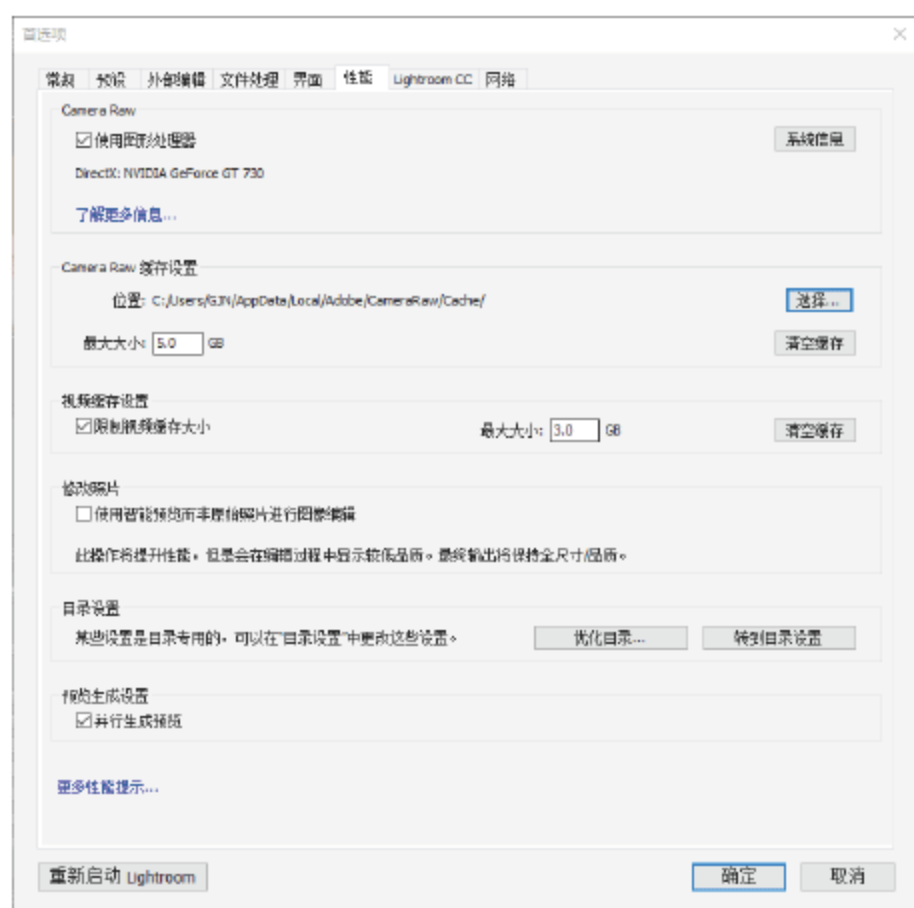 首选项
常规 预设 外部编辑 文件处理 界面 性能 Lightroom CC 网络
Camera Raw
使用图形处理器
系统信息
DirectX: NVIDIA GeForce GT 730
了解更多信息...
Camera Raw 缓存设置
位置: C:/Users/GJN/AppData/Local/Adobe/CameraRaw/Cache/
选择...
最大大小: 5.0 GB
清空缓存
视频缓存设置
限制视频缓存大小 最大大小: 3.0 GB
清空缓存
修改照片
使用智能预览而非原始照片进行图像编辑
此操作将提升性能，但是会在编辑过程中显示较低品质。最终输出将保持全尺寸/品质。
目录设置
某些设置是目录专用的，可以在"目录设置"中更改这些设置。
优化目录... 转到目录设置
预览生成设置
并行生成预览
更多性能提示...
重新启动 Lightroom 确定 取消